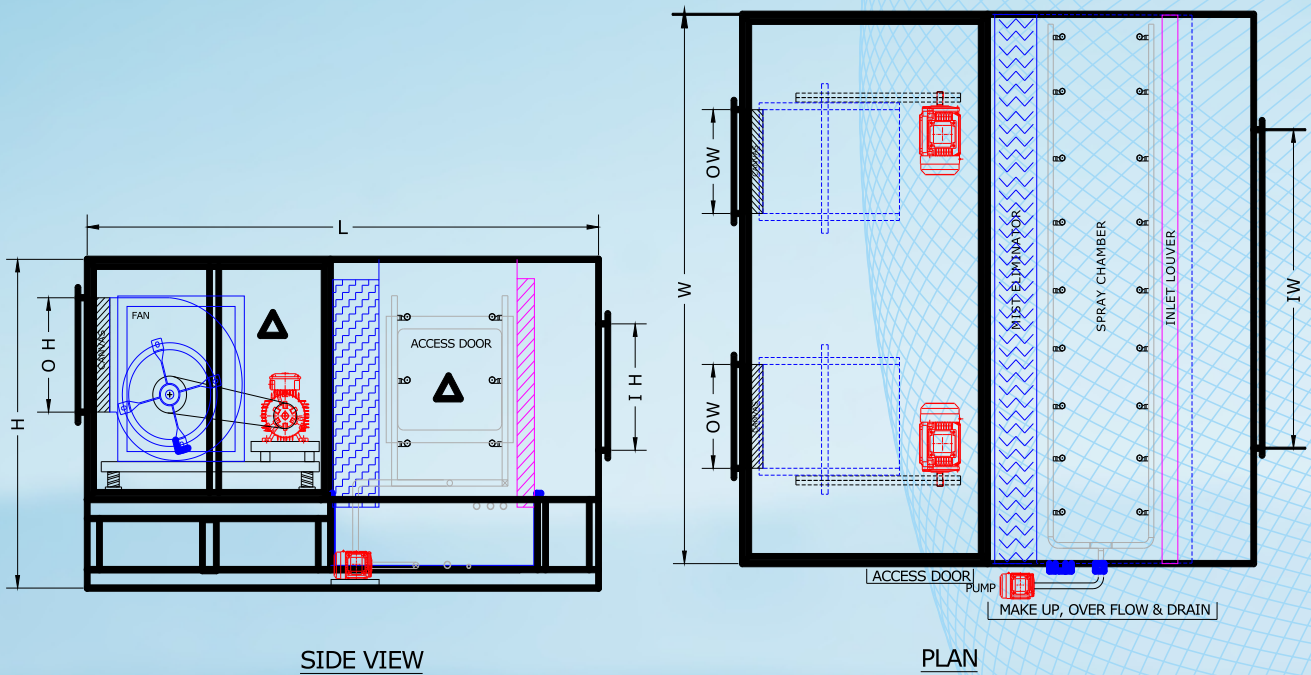 L
H
O H
CANVAS
FAN
ACCESS DOOR
I H
SIDE VIEW
W
OW
OW
MIST ELIMINATOR
SPRAY CHAMBER
INLET LOUVER
IW
ACCESS DOOR
PUMP
MAKE UP, OVER FLOW & DRAIN
PLAN